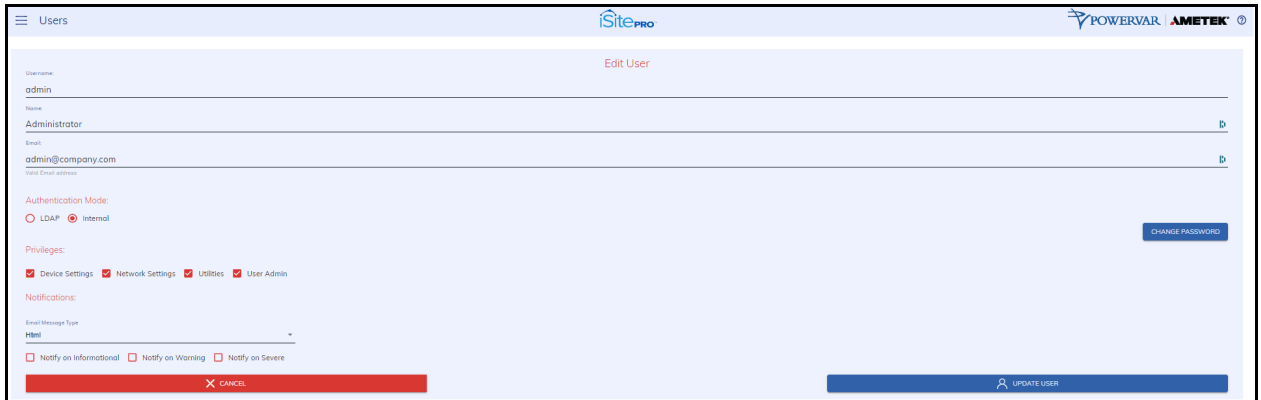 Users
iSitePRO
POWERVAR AMETEK®
Edit User
Username:
admin
Name:
Administrator
Email:
admin@company.com
Valid Email address
Authentication Mode:
LDAP Internal
CHANGE PASSWORD
Privileges:
Device Settings Network Settings Utilities User Admin
Notifications:
Email Message Type
Html
Notify on Informational Notify on Warning Notify on Severe
CANCEL UPDATE USER